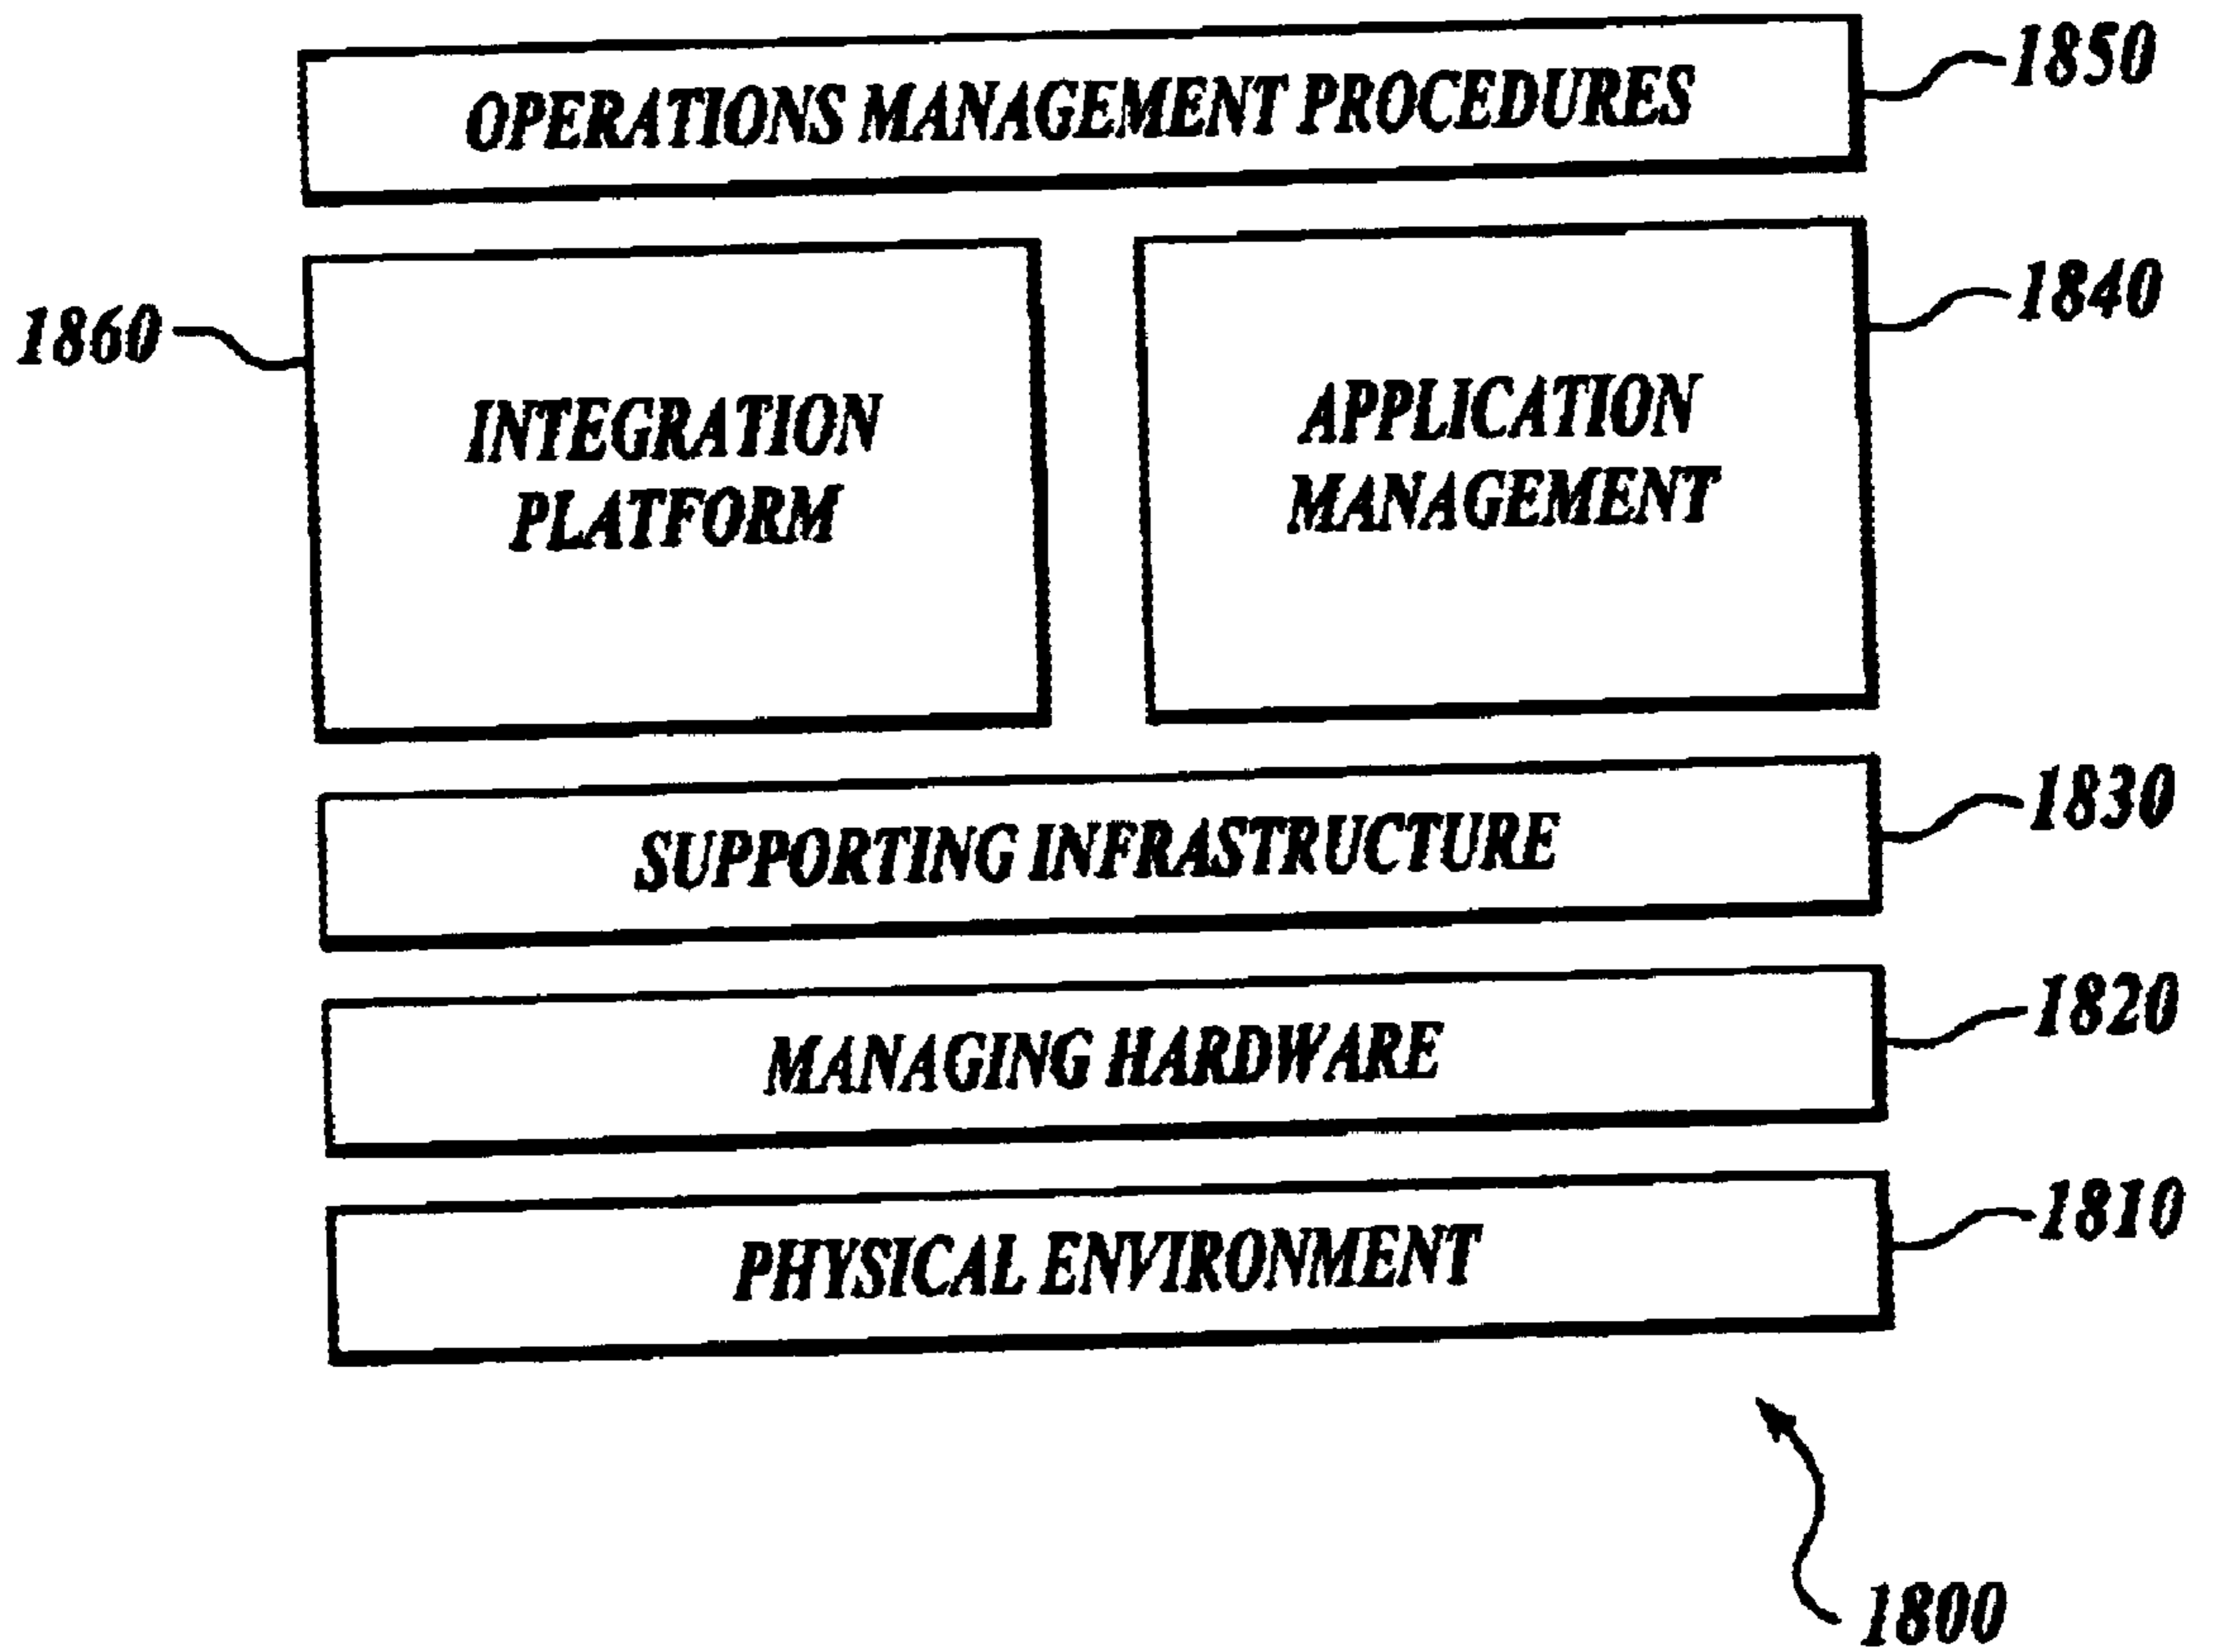 OPERATIONS MANAGEMENT PROCEDURES
1850
1860
INTEGRATION
PLATFORM
APPLICATION
MANAGEMENT
1840
SUPPORTING INFRASTRUCTURE
1830
MANAGING HARDWARE
1820
PHYSICAL ENVIRONMENT
1810
1800